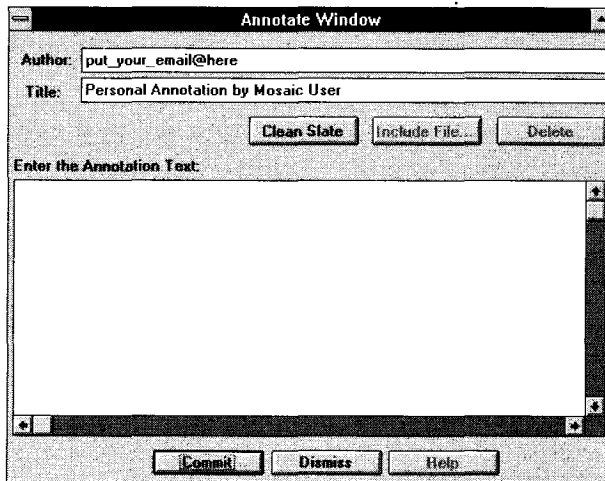 Annotate Window
Author: put_your_email@here
Title: Personal Annotation by Mosaic User
Clean Slate Include File... Delete
Enter the Annotation Text:
Commit Dismiss Help